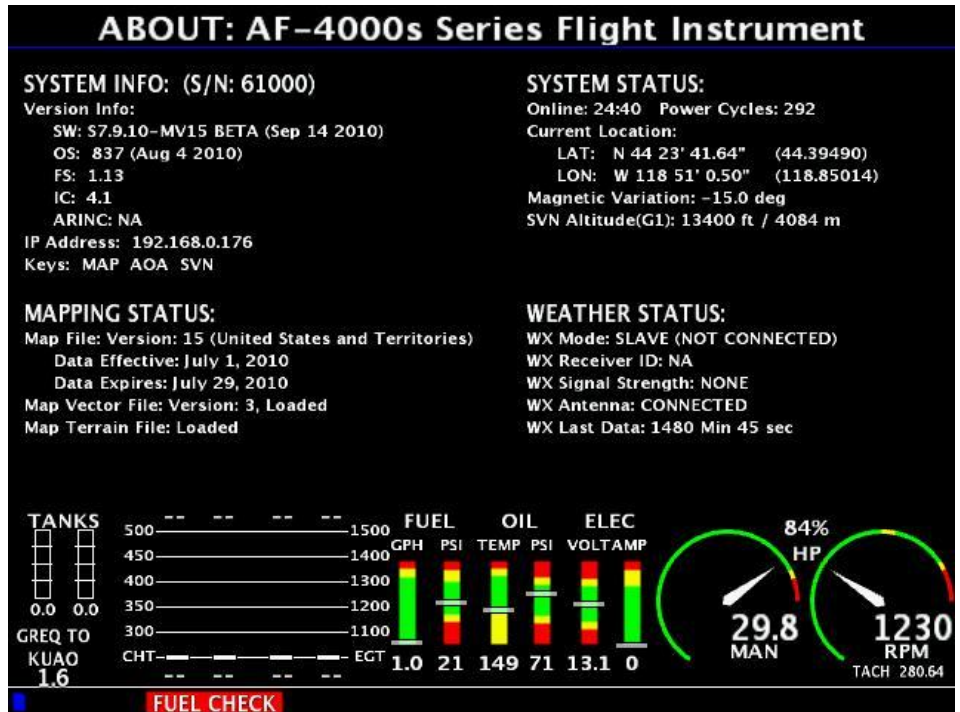 ABOUT: AF-4000s Series Flight Instrument
SYSTEM INFO: (S/N: 61000)
Version Info:
SW: S7.9.10-MV15 BETA (Sep 14 2010)
OS: 837 (Aug 4 2010)
FS: 1.13
IC: 4.1
ARINC: NA
IP Address: 192.168.0.176
Keys: MAP AOA SVN
SYSTEM STATUS:
Online: 24:40 Power Cycles: 292
Current Location:
LAT: N 44 23' 41.64" (44.39490)
LON: W 118 51' 0.50" (118.85014)
Magnetic Variation: -15.0 deg
SVN Altitude(G1): 13400 ft / 4084 m
MAPPING STATUS:
Map File: Version: 15 (United States and Territories)
Data Effective: July 1, 2010
Data Expires: July 29, 2010
Map Vector File: Version: 3, Loaded
Map Terrain File: Loaded
WEATHER STATUS:
WX Mode: SLAVE (NOT CONNECTED)
WX Receiver ID: NA
WX Signal Strength: NONE
WX Antenna: CONNECTED
WX Last Data: 1480 Min 45 sec
TANKS
0.0 0.0
GREQ TO
KUAO
1.6
-- -- -- --
500 1500
450 1400
400 1300
350 1200
300 1100
CHT EGT
-- -- -- --
FUEL OIL ELEC
GPH PSI TEMP PSI VOLT AMP
1.0 21 149 71 13.1 0
84%
HP
29.8
MAN
1230
RPM
TACH 280.64
FUEL CHECK